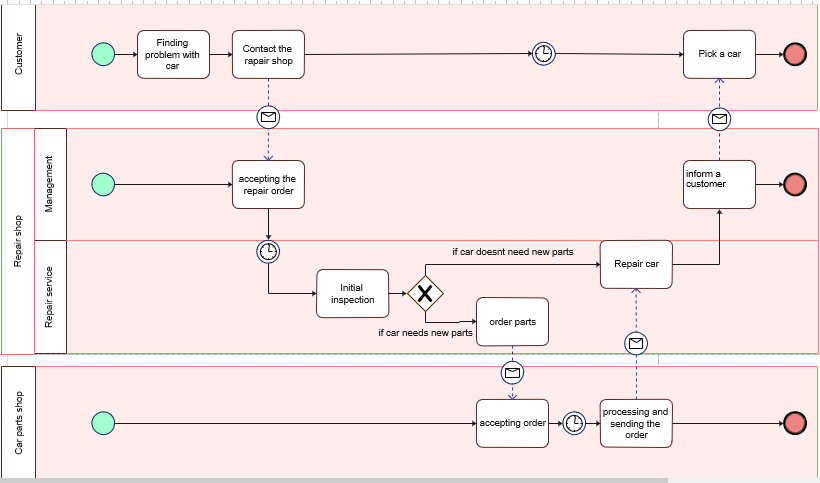 Customer
Finding
problem with
car
Contact the
rapair shop
Pick a car
Repair shop
Management
accepting the
repair order
inform a
customer
Repair service
Initial
inspection
if car doesnt need new parts
if car needs new parts
order parts
Repair car
Car parts shop
accepting order
processing and
sending the
order